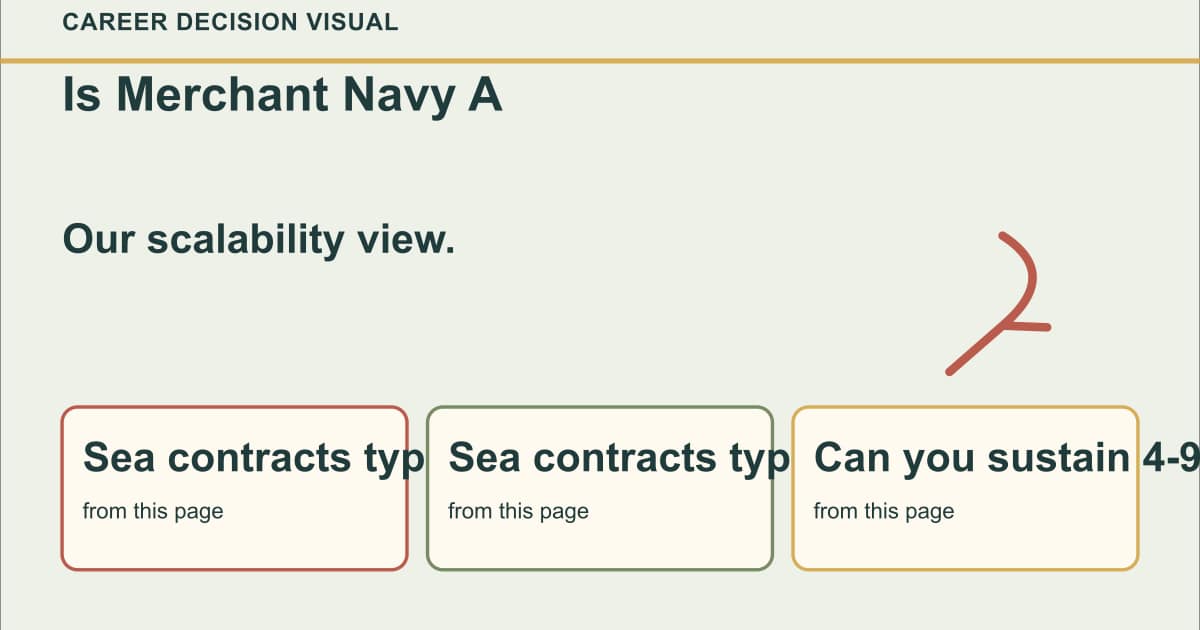 CAREER DECISION VISUAL
Is Merchant Navy A
Our scalability view.
Sea contracts typ
from this page
Sea contracts typ
from this page
Can you sustain 4-9
from this page